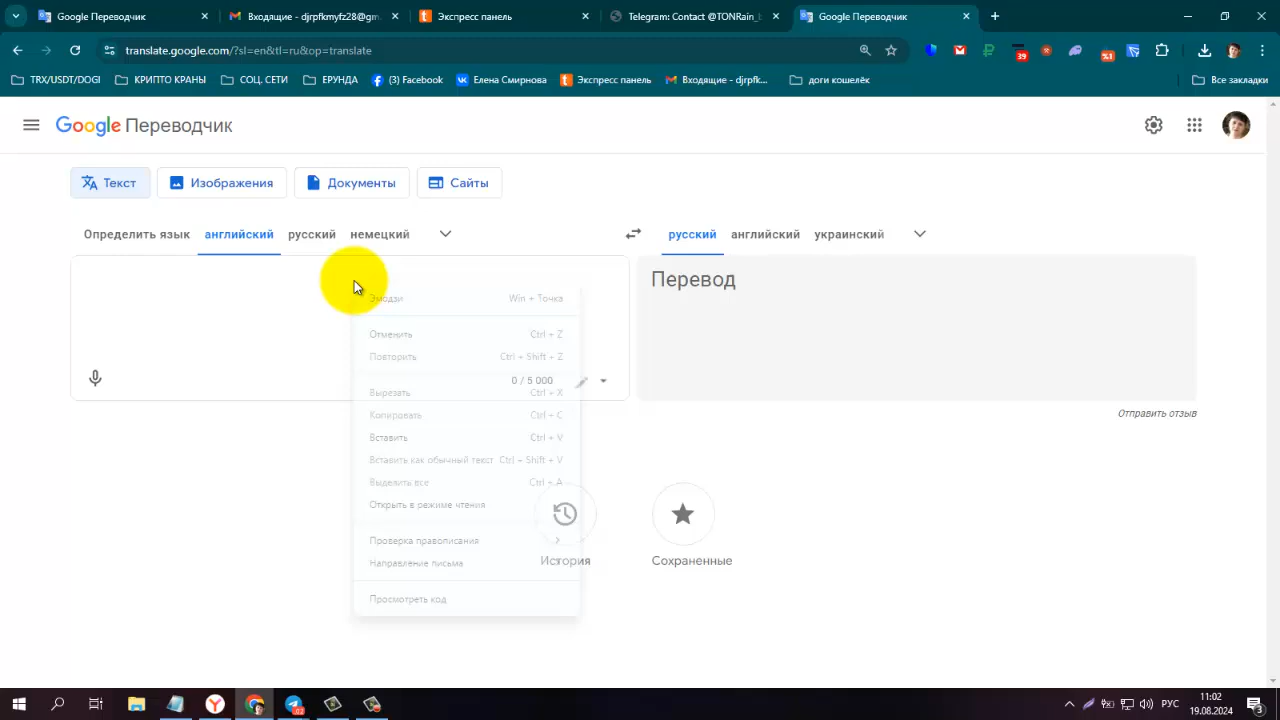 Google Переводчик
Входящие - djrpfkmyfz28@gm
Экспресс панель
Telegram: Contact @TONRain_
Google Переводчик
translate.google.com/?sl=en&tl=ru&op=translate
39
TRX/USDT/DOGI
КРИПТО КРАНЫ
СОЦ. СЕТИ
ЕРУНДА
(3) Facebook
Елена Смирнова
Экспресс панель
Входящие - djrpfk...
доги кошелёк
Все закладки
Google Переводчик
Текст
Изображения
Документы
Сайты
Определить язык
английский
русский
немецкий
русский
английский
украинский
Перевод
Эмодзи Win + Точка
Отменить Ctrl + Z
Повторить Ctrl + Shift + Z
0 / 5 000
Вырезать Ctrl + X
Копировать Ctrl + C
Вставить Ctrl + V
Вставить как обычный текст Ctrl + Shift + V
Выделить все Ctrl + A
Открыть в режиме чтения
Проверка правописания
Направление письма
Просмотреть код
Отправить отзыв
История
Сохраненные
РУС
11:02
19.08.2024